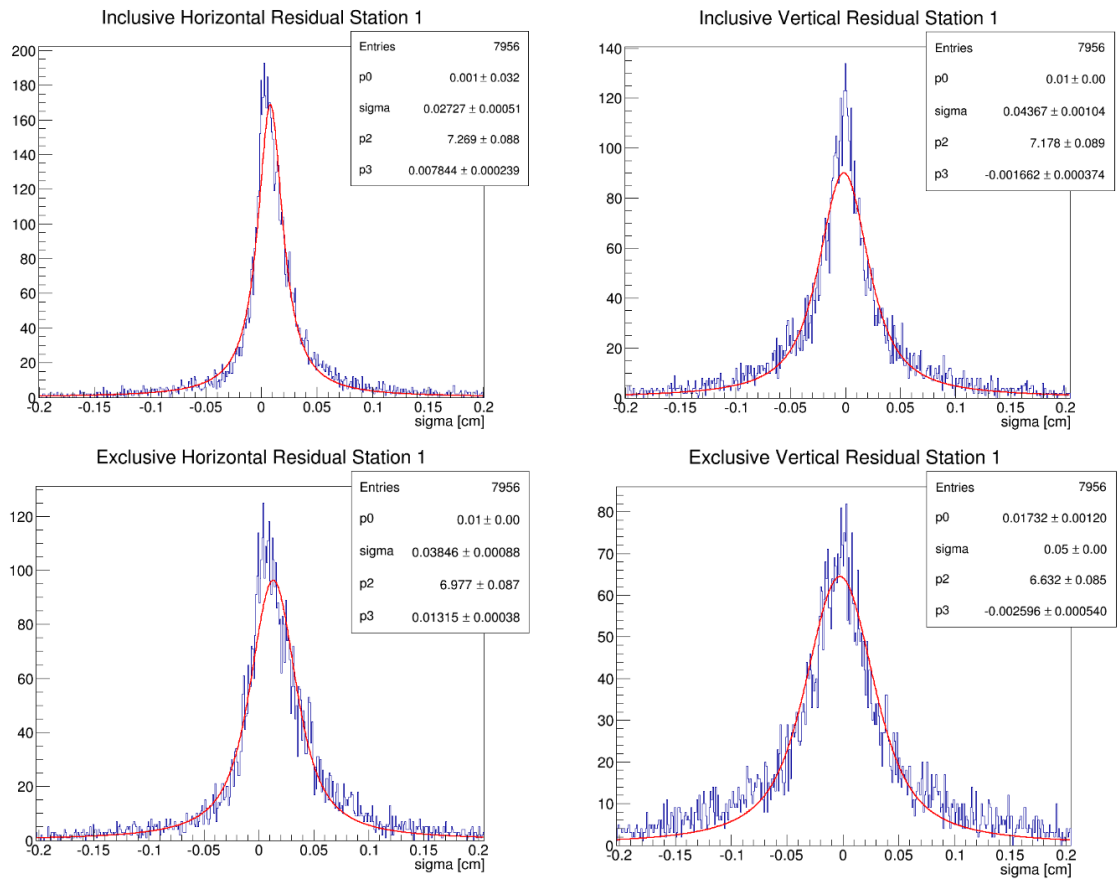 Inclusive Horizontal Residual Station 1
Entries 7956
p0 0.001 ± 0.032
sigma 0.02727 ± 0.00051
p2 7.269 ± 0.088
p3 0.007844 ± 0.000239
200
180
160
140
120
100
80
60
40
20
0
-0.2 -0.15 -0.1 -0.05 0 0.05 0.1 0.15 0.2
sigma [cm]
Inclusive Vertical Residual Station 1
Entries 7956
p0 0.01 ± 0.00
sigma 0.04367 ± 0.00104
p2 7.178 ± 0.089
p3 -0.001662 ± 0.000374
140
120
100
80
60
40
20
0
-0.2 -0.15 -0.1 -0.05 0 0.05 0.1 0.15 0.2
sigma [cm]
Exclusive Horizontal Residual Station 1
Entries 7956
p0 0.01 ± 0.00
sigma 0.03846 ± 0.00088
p2 6.977 ± 0.087
p3 0.01315 ± 0.00038
120
100
80
60
40
20
0
-0.2 -0.15 -0.1 -0.05 0 0.05 0.1 0.15 0.2
sigma [cm]
Exclusive Vertical Residual Station 1
Entries 7956
p0 0.01732 ± 0.00120
sigma 0.05 ± 0.00
p2 6.632 ± 0.085
p3 -0.002596 ± 0.000540
80
70
60
50
40
30
20
10
0
-0.2 -0.15 -0.1 -0.05 0 0.05 0.1 0.15 0.2
sigma [cm]